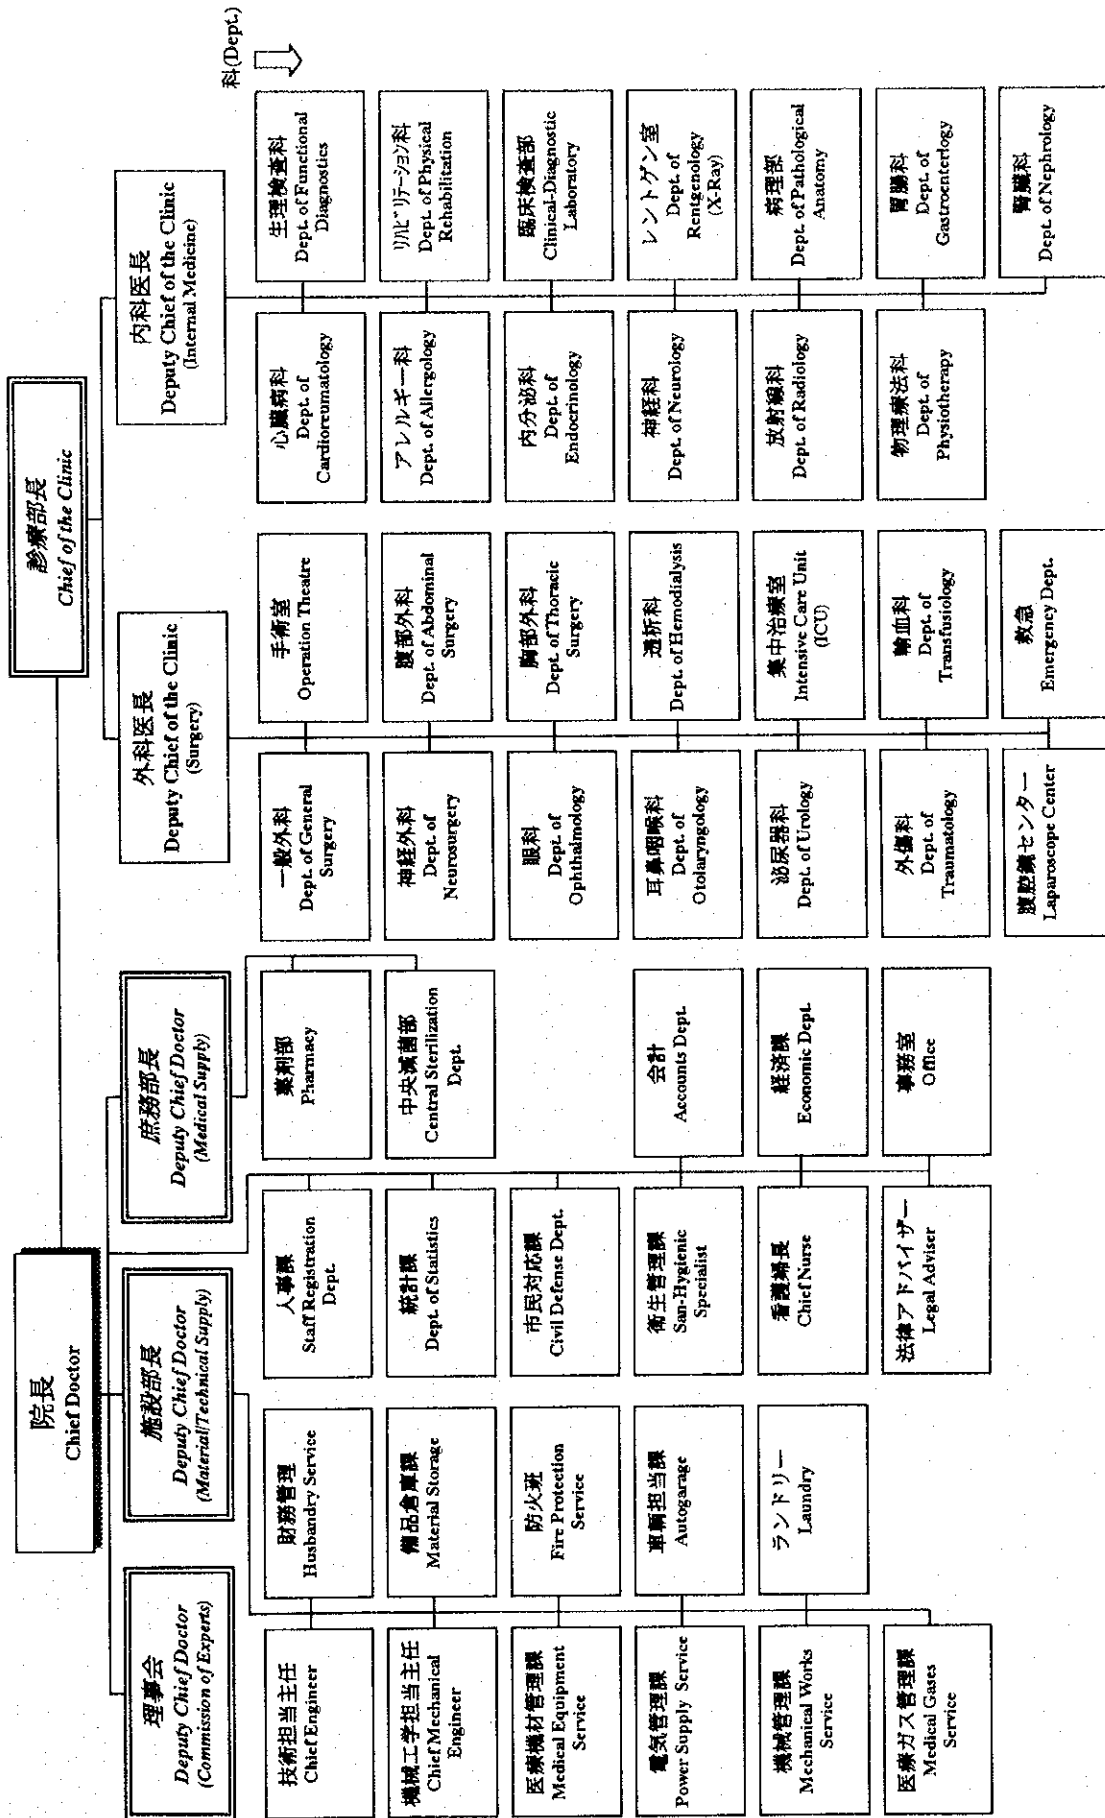 院長
Chief Doctor
診療部長
Chief of the Clinic
理事会
Deputy Chief Doctor
(Commission of Experts)
施設部長
Deputy Chief Doctor
(Material/Technical Supply)
庶務部長
Deputy Chief Doctor
(Medical Supply)
外科医長
Deputy Chief of the Clinic
(Surgery)
内科医長
Deputy Chief of the Clinic
(Internal Medicine)
科(Dept.)
技術担当主任
Chief Engineer
財務管理
Husbandry Service
人事課
Staff Registration
Dept.
薬剤部
Pharmacy
一般外科
Dept. of General
Surgery
手術室
Operation Theatre
心臓病科
Dept. of
Cardioreumatology
生理検査科
Dept. of Functional
Diagnostics
機械工学担当主任
Chief Mechanical
Engineer
備品倉庫課
Material Storage
統計課
Dept. of Statistics
中央滅菌部
Central Sterilization
Dept.
神経外科
Dept. of
Neurosurgery
腹部外科
Dept. of Abdominal
Surgery
アレルギー科
Dept. of Allergology
リハビリテーション科
Dept. of Physical
Rehabilitation
医療機材管理課
Medical Equipment
Service
防火班
Fire Protection
Service
市民対応課
Civil Defense Dept.
眼科
Dept. of
Ophthalmology
胸部外科
Dept. of Thoracic
Surgery
内分泌科
Dept. of
Endocrinology
臨床検査部
Clinical-Diagnostic
Laboratory
電気管理課
Power Supply Service
車輌担当課
Autogarage
衛生管理課
San-Hygienic
Specialist
会計
Accounts Dept.
耳鼻咽喉科
Dept. of
Otolaryngology
透析科
Dept. of Hemodialysis
神経科
Dept. of Neurology
レントゲン室
Dept. of
Rentgenology
(X-Ray)
機械管理課
Mechanical Works
Service
ランドリー
Laundry
看護婦長
Chief Nurse
経済課
Economic Dept.
泌尿器科
Dept. of Urology
集中治療室
Intensive Care Unit
(ICU)
放射線科
Dept. of Radiology
病理部
Dept. of Pathological
Anatomy
医療ガス管理課
Medical Gases
Service
法律アドバイザー
Legal Adviser
事務室
Office
外傷科
Dept. of
Traumatology
輸血科
Dept. of
Transfusiology
物理療法科
Dept. of
Physiotherapy
胃腸科
Dept. of
Gastroenterlogy
腹腔鏡センター
Laparoscope Center
救急
Emergency Dept.
腎臓科
Dept. of Nephrology